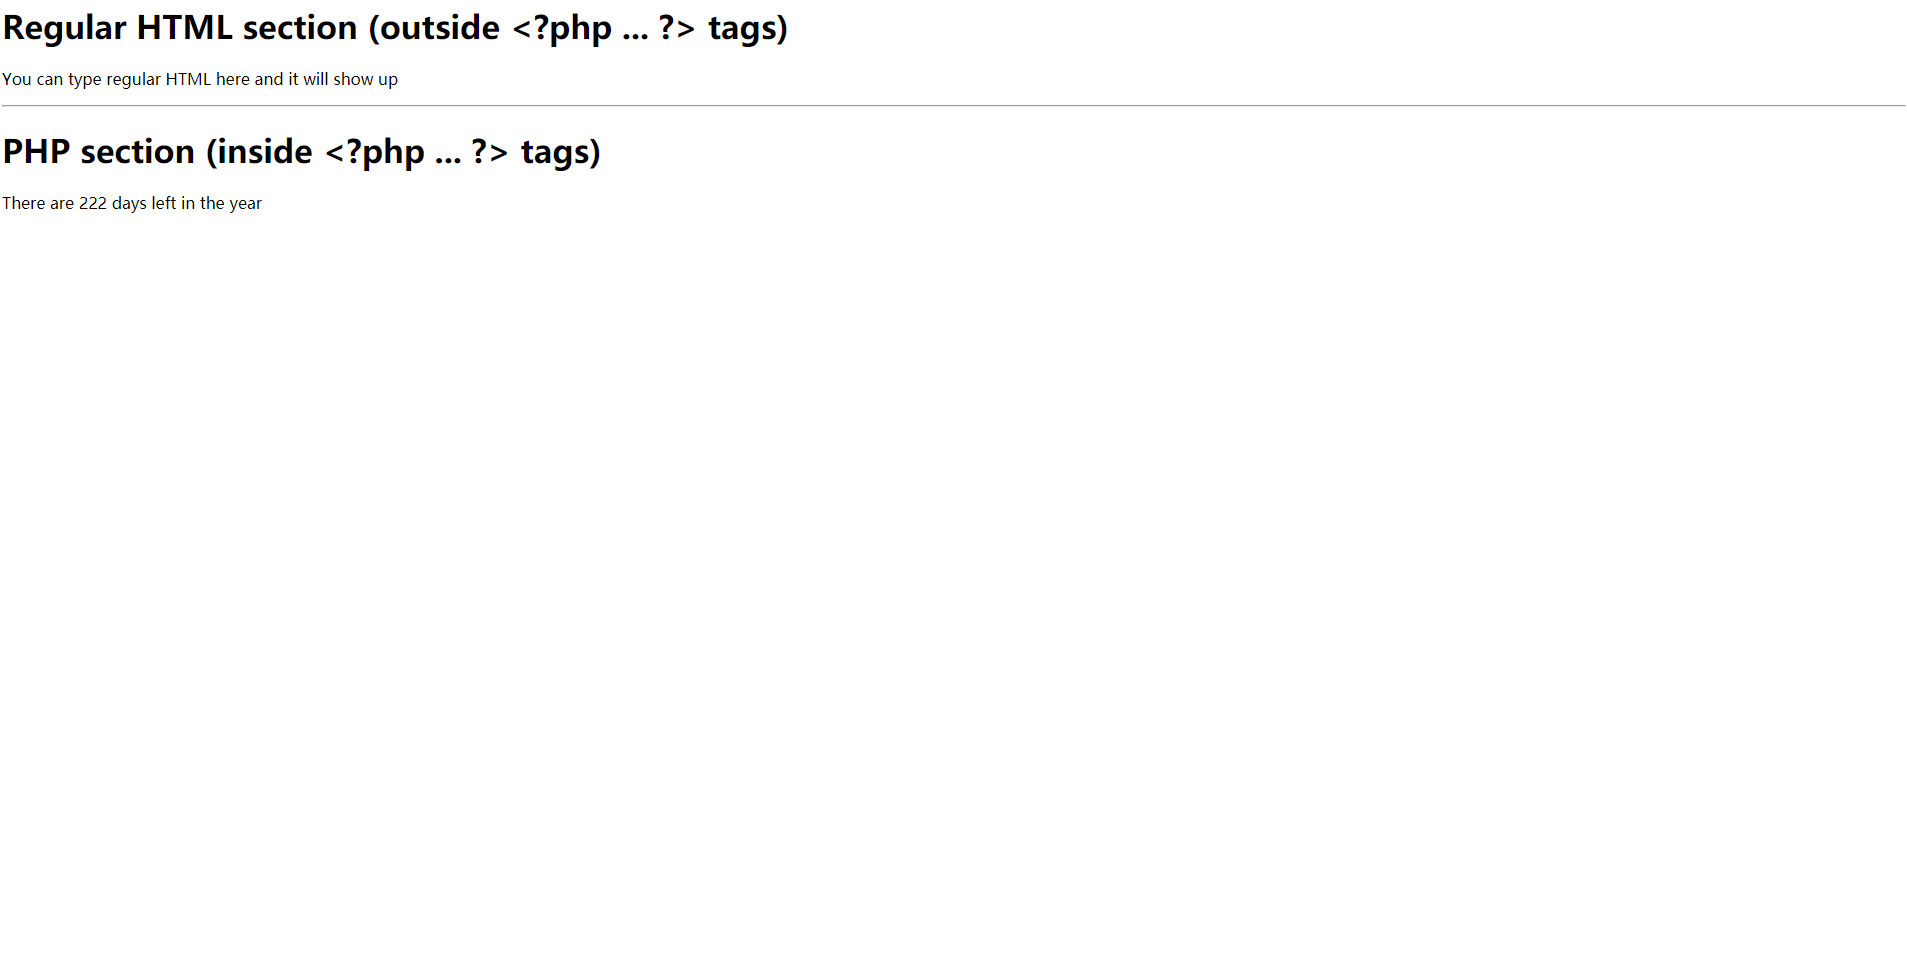 Regular HTML section (outside <?php ... ?> tags)
You can type regular HTML here and it will show up
PHP section (inside <?php ... ?> tags)
There are 222 days left in the year